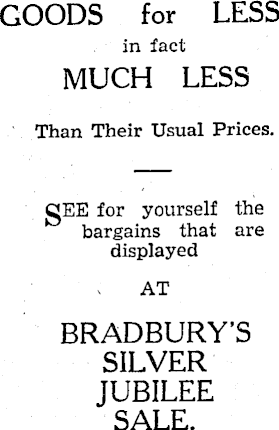 GOODS for LESS
in fact
MUCH LESS
Than Their Usual Prices.
SEE for yourself the
bargains that are
displayed
AT
BRADBURY'S
SILVER
JUBILEE
SALE.